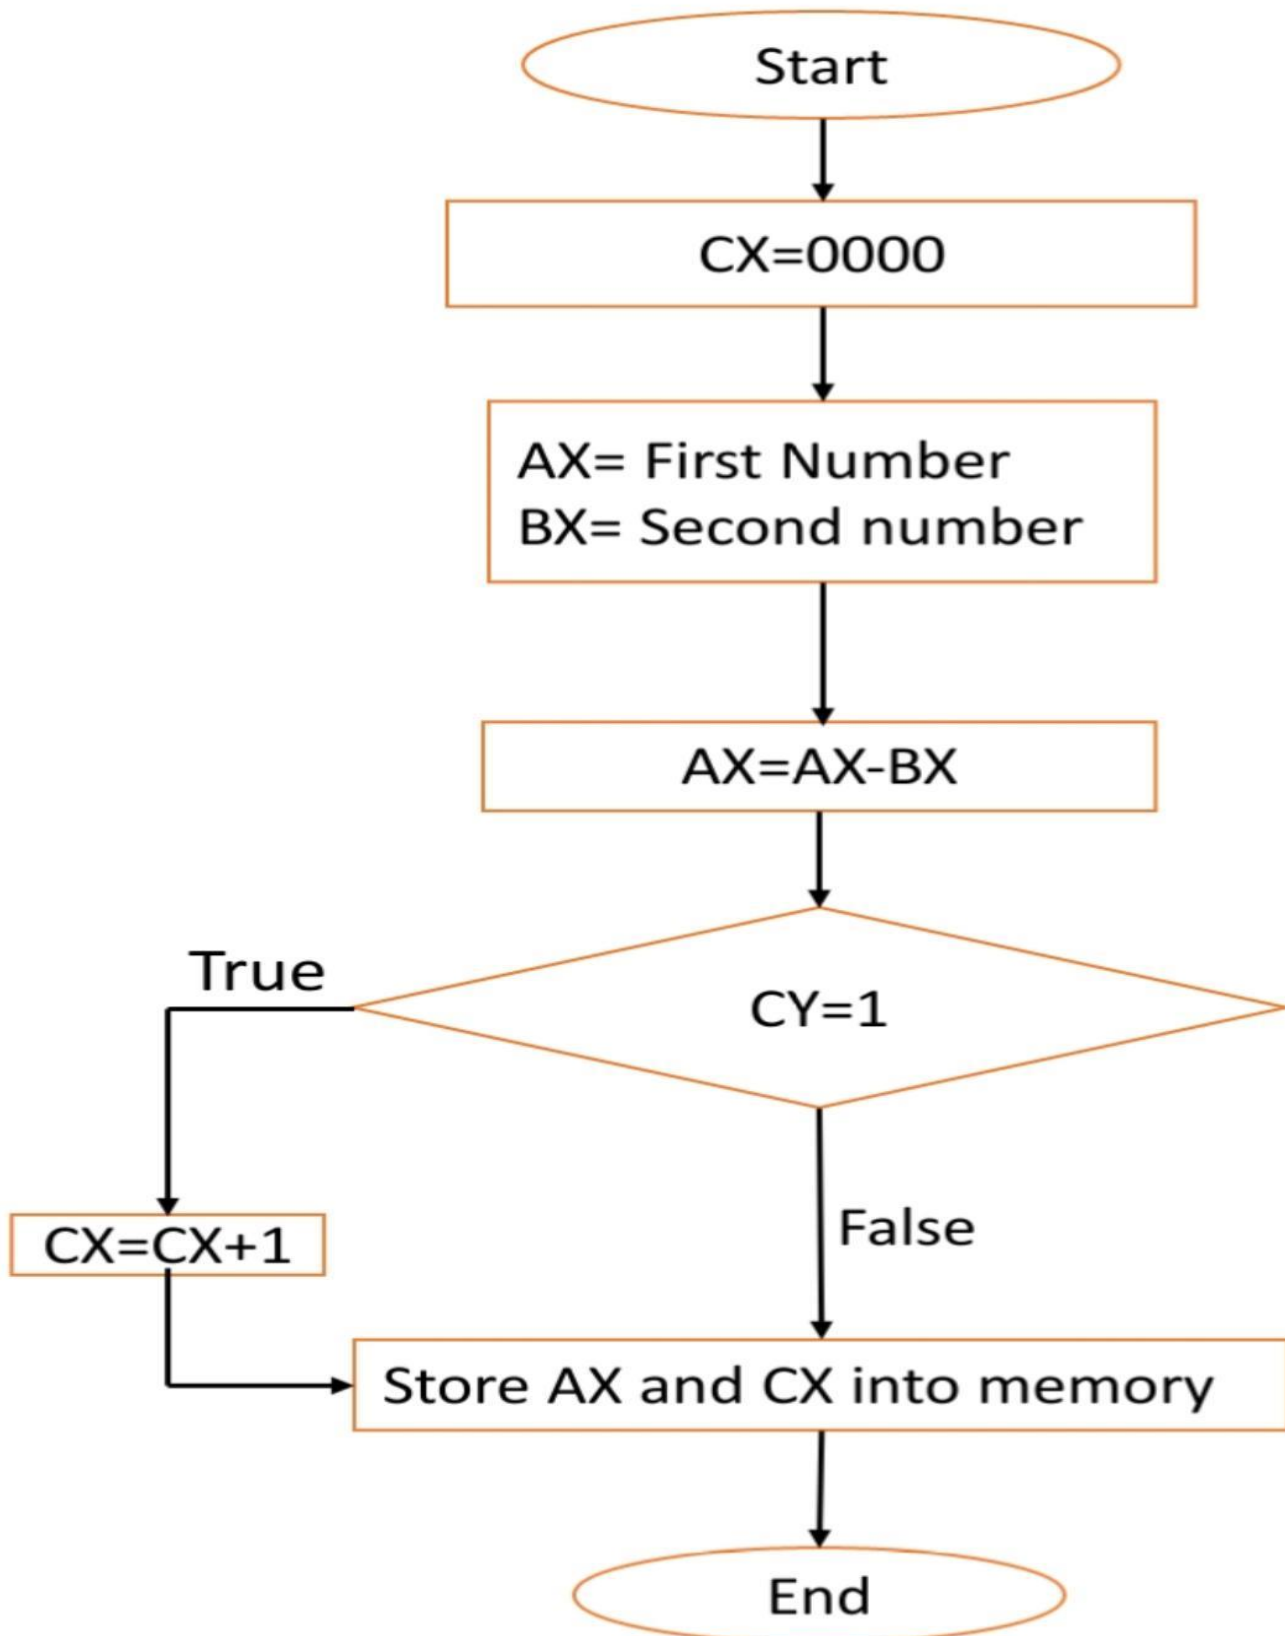 Start
CX=0000
AX= First Number
BX= Second number
AX=AX-BX
True
CY=1
CX=CX+1
False
Store AX and CX into memory
End